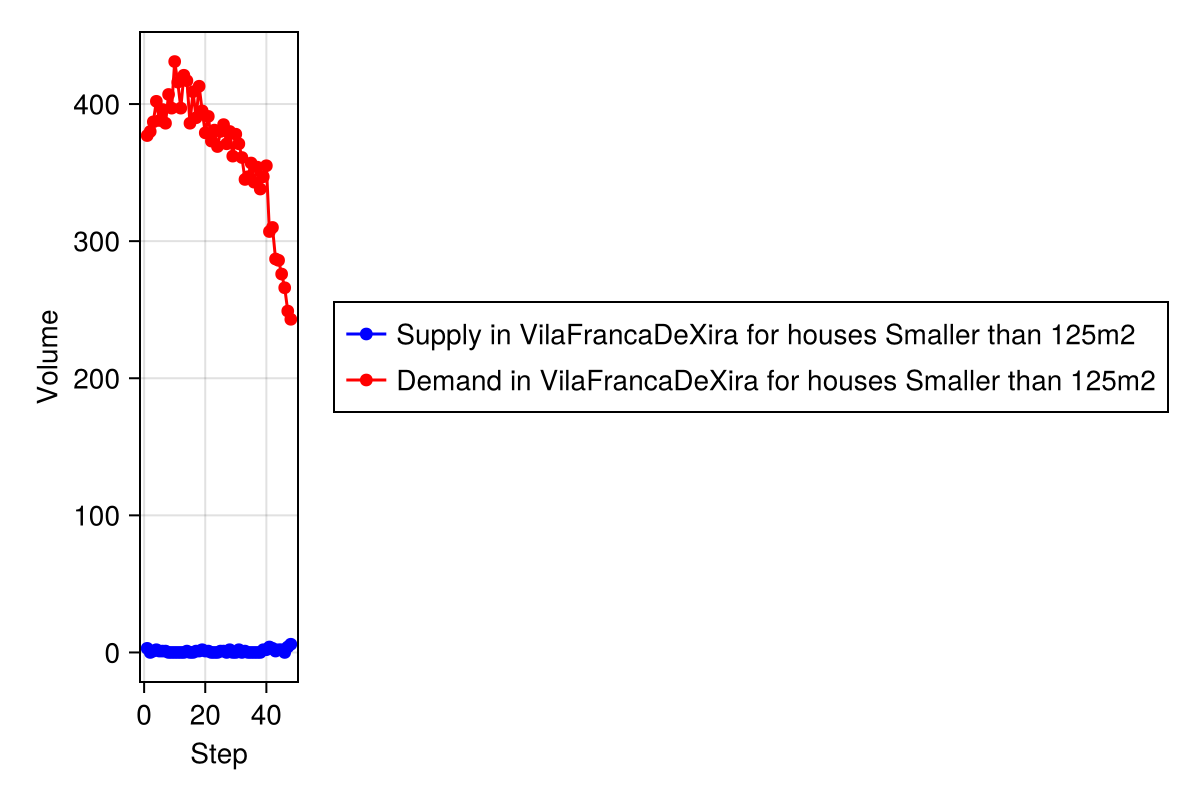 Volume
400
300
200
100
0
0 20 40
Step
Supply in VilaFrancaDeXira for houses Smaller than 125m2
Demand in VilaFrancaDeXira for houses Smaller than 125m2